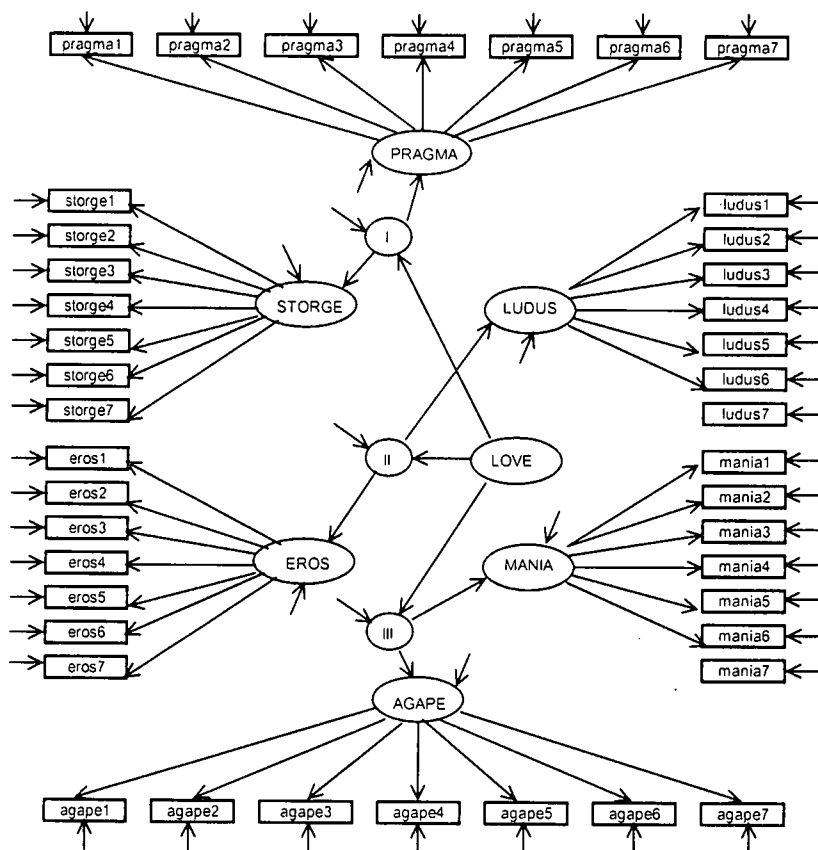 pragma1 pragma2 pragma3 pragma4 pragma5 pragma6 pragma7
PRAGMA
storge1
storge2
storge3
storge4
storge5
storge6
storge7
I
STORGE
LUDUS
ludus1
ludus2
ludus3
ludus4
ludus5
ludus6
ludus7
eros1
eros2
eros3
eros4
eros5
eros6
eros7
II
LOVE
EROS
MANIA
III
mania1
mania2
mania3
mania4
mania5
mania6
mania7
AGAPE
agape1 agape2 agape3 agape4 agape5 agape6 agape7